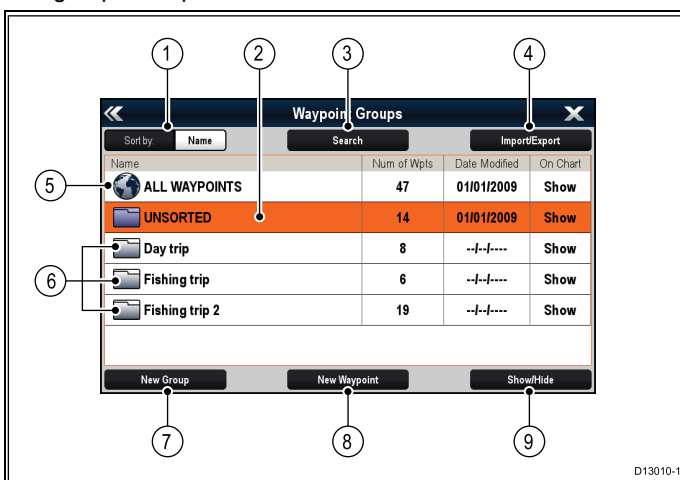 1 2 3 4
Waypoint Groups
Sort by: Name Search Import/Export
Name Num of Wpts Date Modified On Chart
5 ALL WAYPOINTS 47 01/01/2009 Show
UNSORTED 14 01/01/2009 Show
Day trip 8 --/--/---- Show
6 Fishing trip 6 --/--/---- Show
Fishing trip 2 19 --/--/---- Show
New Group New Waypoint Show/Hide
7 8 9
D13010-1